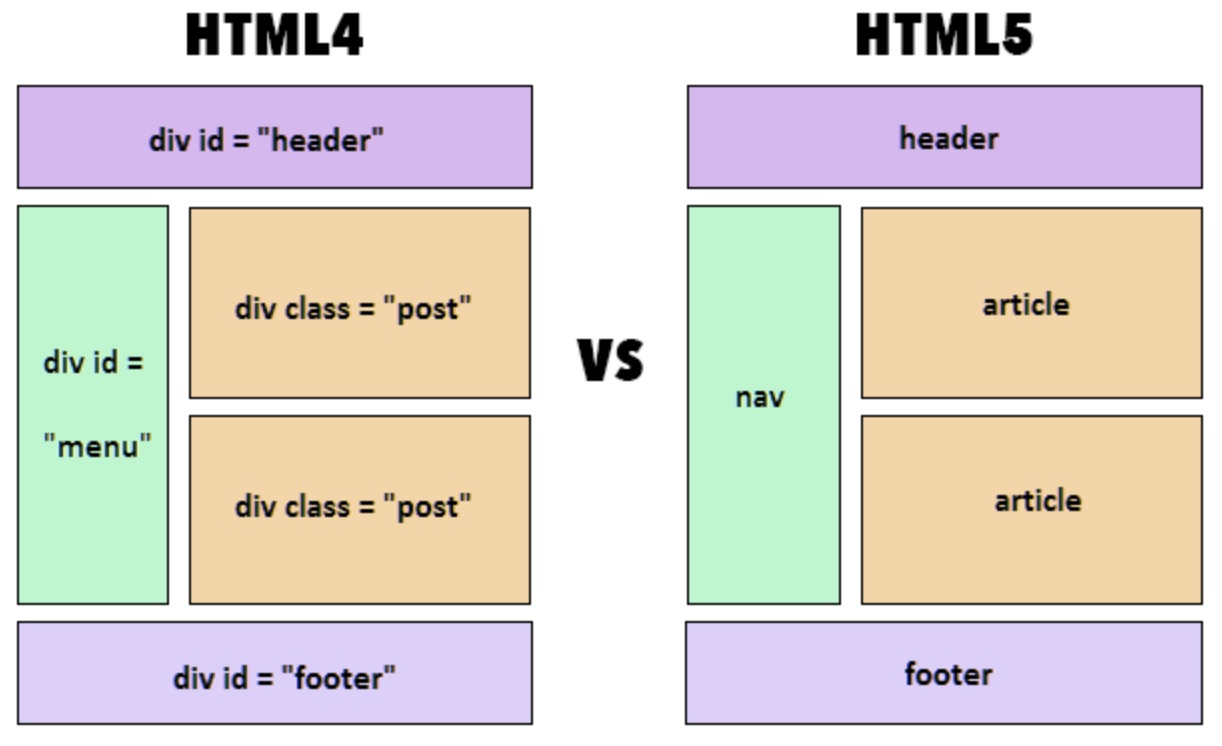 HTML4
div id = "header"
div id =
"menu"
div class = "post"
div class = "post"
div id = "footer"
VS
HTML5
header
nav
article
article
footer